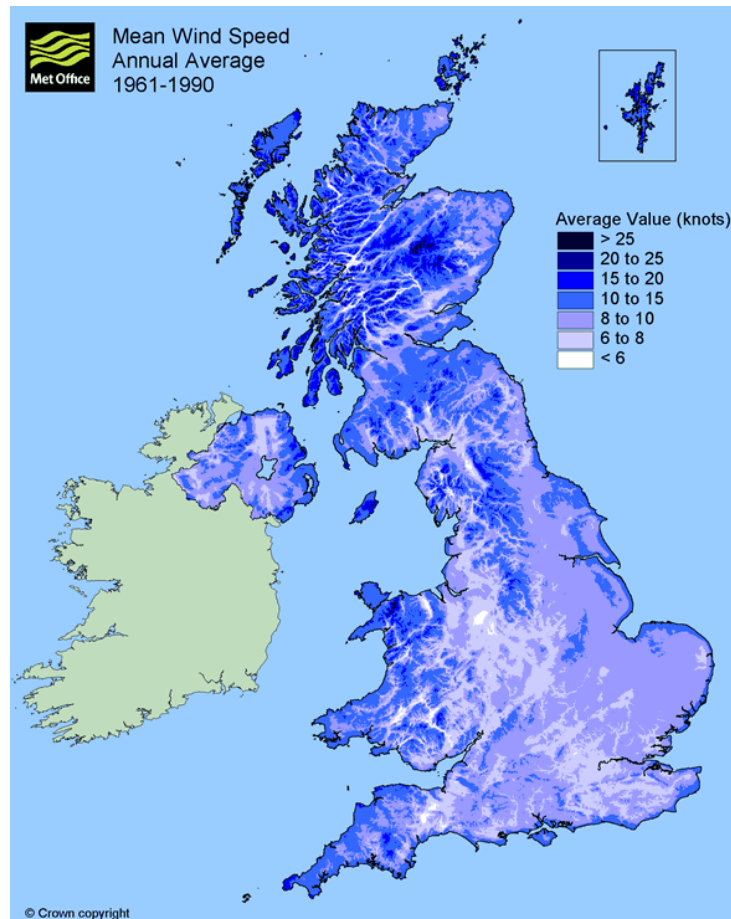 Met Office
Mean Wind Speed
Annual Average
1961-1990
Average Value (knots)
> 25
20 to 25
15 to 20
10 to 15
8 to 10
6 to 8
< 6
© Crown copyright